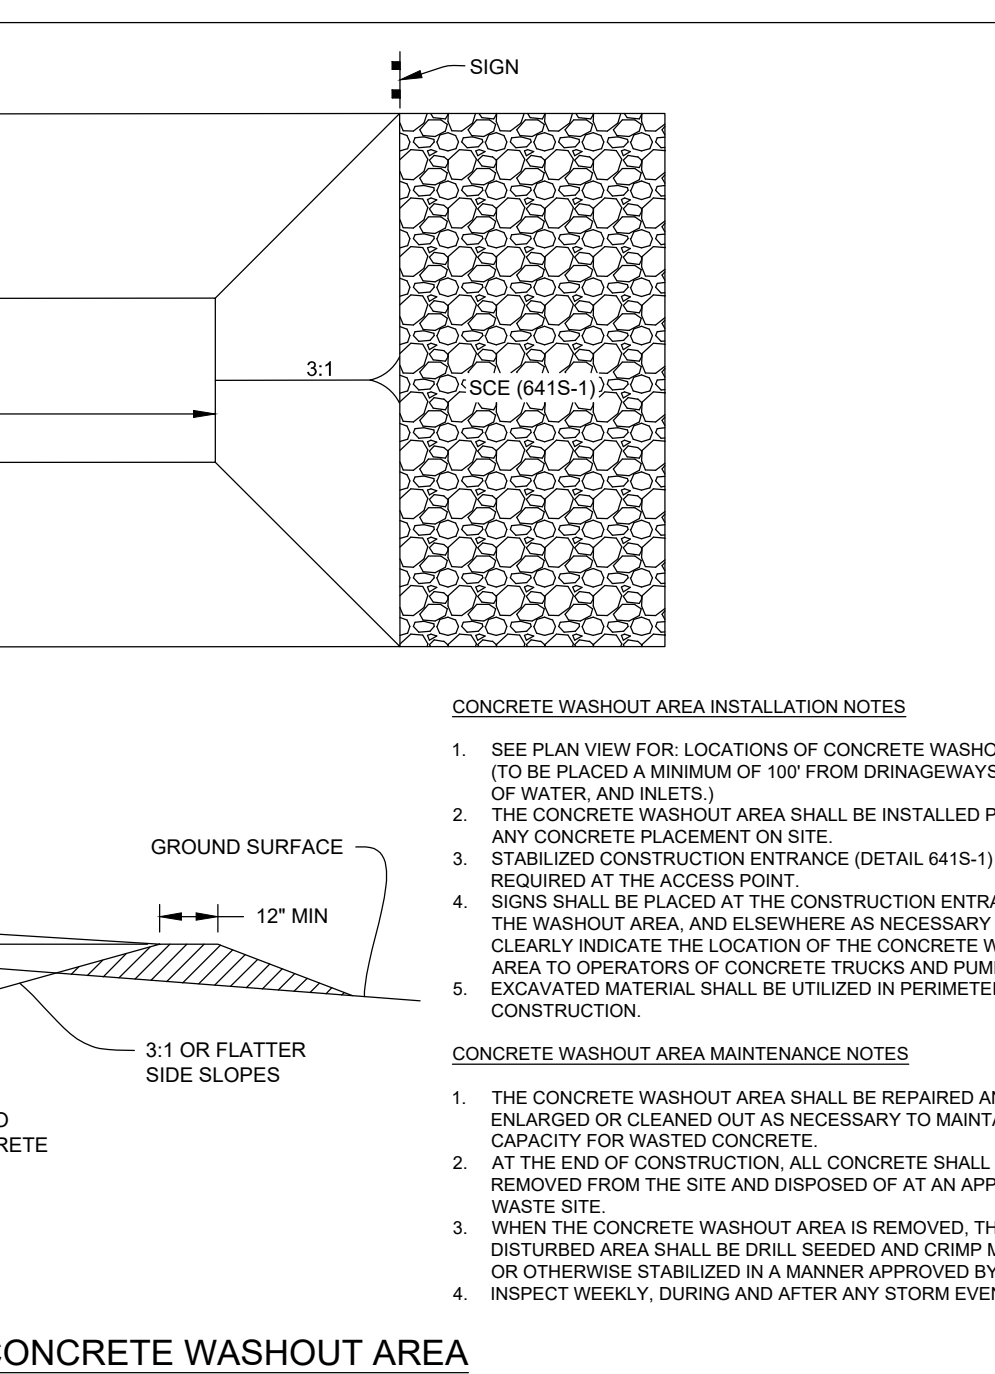 SIGN
3:1
SCE (641S-1)
CONCRETE WASHOUT AREA INSTALLATION NOTES
1. SEE PLAN VIEW FOR: LOCATIONS OF CONCRETE WASHO
(TO BE PLACED A MINIMUM OF 100' FROM DRINAGEWAYS
OF WATER, AND INLETS.)
2. THE CONCRETE WASHOUT AREA SHALL BE INSTALLED P
ANY CONCRETE PLACEMENT ON SITE.
3. STABILIZED CONSTRUCTION ENTRANCE (DETAIL 641S-1)
REQUIRED AT THE ACCESS POINT.
4. SIGNS SHALL BE PLACED AT THE CONSTRUCTION ENTRA
THE WASHOUT AREA, AND ELSEWHERE AS NECESSARY
CLEARLY INDICATE THE LOCATION OF THE CONCRETE W
AREA TO OPERATORS OF CONCRETE TRUCKS AND PUM
5. EXCAVATED MATERIAL SHALL BE UTILIZED IN PERIMETE
CONSTRUCTION.
GROUND SURFACE
12" MIN
3:1 OR FLATTER
SIDE SLOPES
RETE
CONCRETE WASHOUT AREA MAINTENANCE NOTES
1. THE CONCRETE WASHOUT AREA SHALL BE REPAIRED AN
ENLARGED OR CLEANED OUT AS NECESSARY TO MAINTA
CAPACITY FOR WASTED CONCRETE.
2. AT THE END OF CONSTRUCTION, ALL CONCRETE SHALL
REMOVED FROM THE SITE AND DISPOSED OF AT AN APP
WASTE SITE.
3. WHEN THE CONCRETE WASHOUT AREA IS REMOVED, TH
DISTURBED AREA SHALL BE DRILL SEEDED AND CRIMP M
OR OTHERWISE STABILIZED IN A MANNER APPROVED BY
4. INSPECT WEEKLY, DURING AND AFTER ANY STORM EVEN
CONCRETE WASHOUT AREA